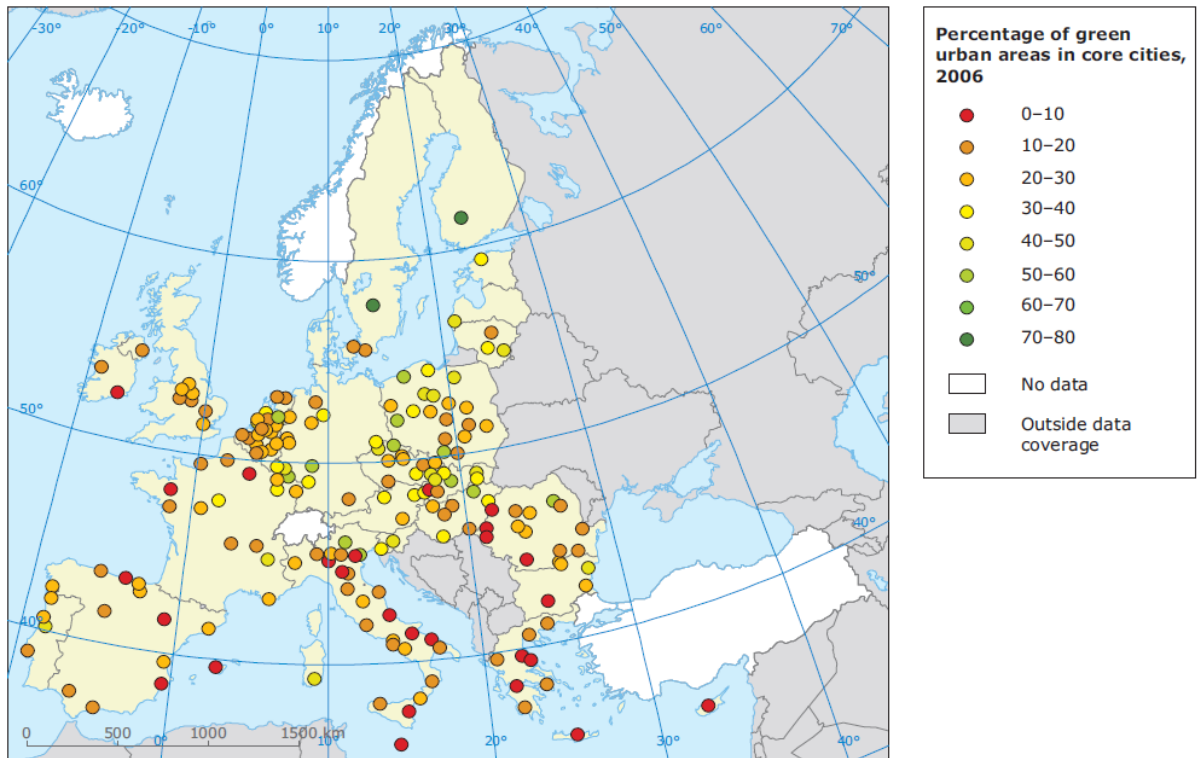 -30° -20° -10° 0° 10° 20° 30° 40° 50° 60° 70°
60°
50°
50°
40°
40°
0 500 1000 1500 km
0° 10° 20° 30° 40°
Percentage of green
urban areas in core cities,
2006
0–10
10–20
20–30
30–40
40–50
50–60
60–70
70–80
No data
Outside data
coverage